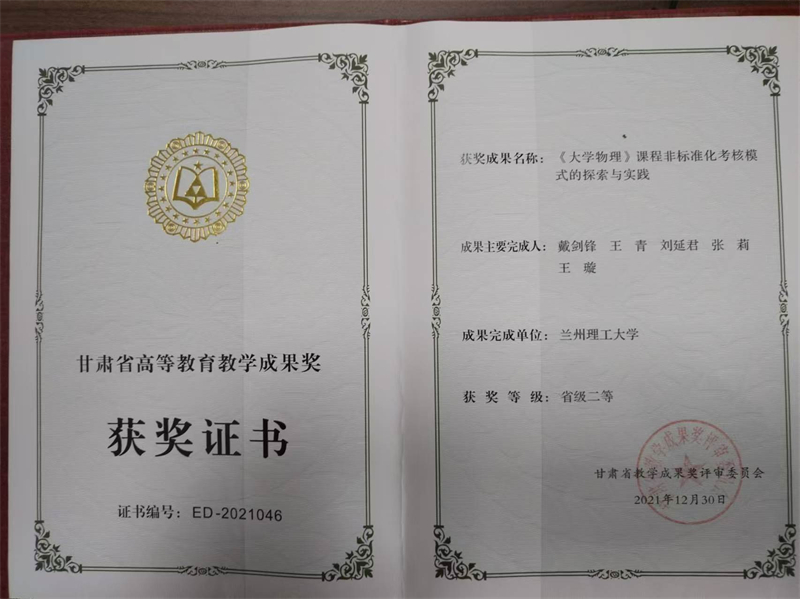 甘肃省高等教育教学成果奖
获奖证书
证书编号：ED-2021046
获奖成果名称：《大学物理》课程非标准化考核模
式的探索与实践
成果主要完成人：戴剑锋 王青 刘延君 张莉
王璇
成果完成单位：兰州理工大学
获奖等级：省级二等
甘肃省教学成果奖评审委员会
2021年12月30日